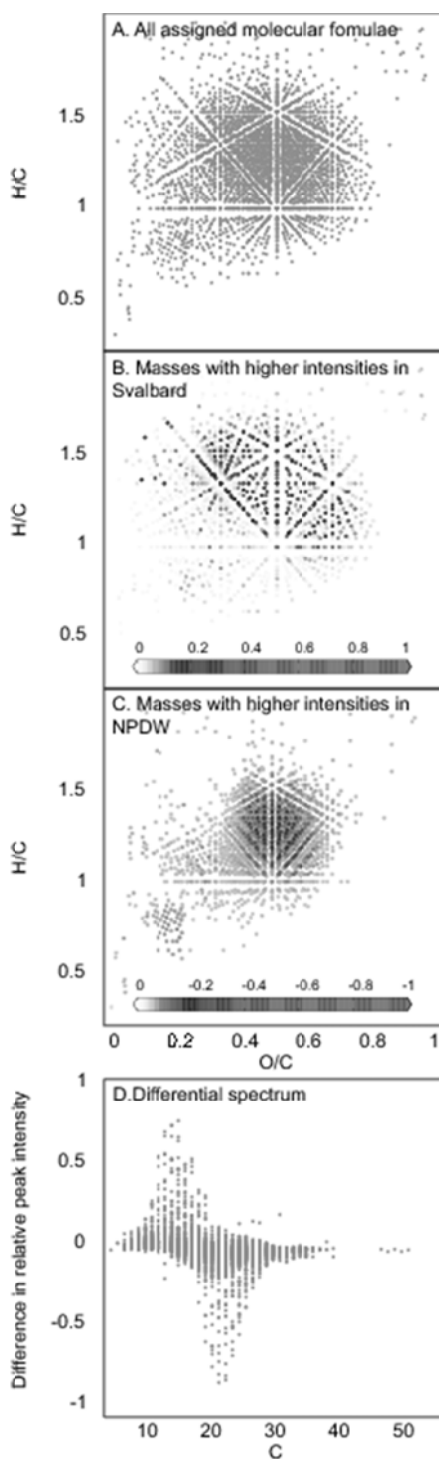 A. All assigned molecular fomulae
1.5
H/C
1
0.5
B. Masses with higher intensities in
Svalbard
1.5
H/C
1
0.5
0 0.2 0.4 0.6 0.8 1
C. Masses with higher intensities in
NPDW
1.5
H/C
1
0.5
0 -0.2 -0.4 -0.6 -0.8 -1
0 0.2 0.4 0.6 0.8 1
O/C
D.Differential spectrum
Difference in relative peak intensity
1
0.5
0
-0.5
-1
10 20 30 40 50
C